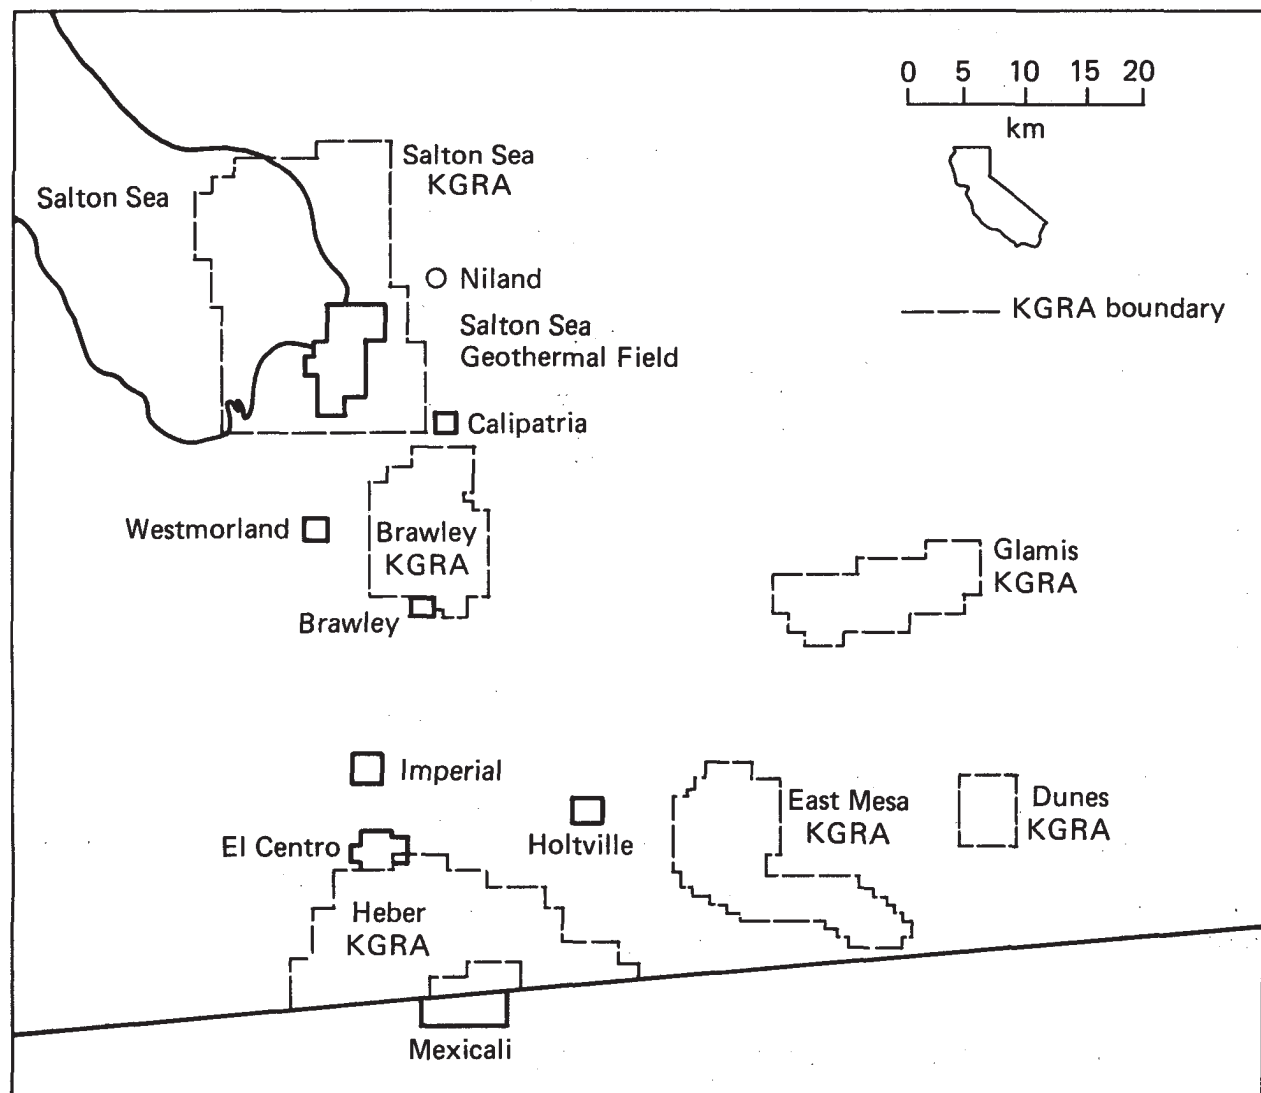 0 5 10 15 20
km
Salton Sea
KGRA
Salton Sea
Niland
KGRA boundary
Salton Sea
Geothermal Field
Calipatria
Westmorland
Brawley
KGRA
Glamis
KGRA
Brawley
Imperial
East Mesa
KGRA
Dunes
KGRA
El Centro
Holtville
Heber
KGRA
Mexicali